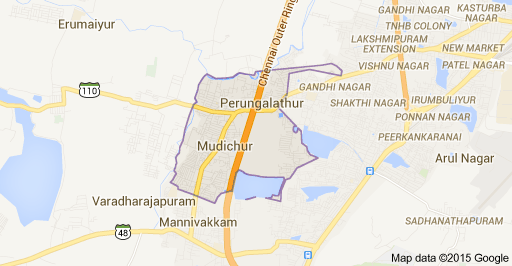 Erumaiyur
Chennai Outer Ring
GANDHI NAGAR
KASTURBA
NAGAR
TNHB COLONY
LAKSHMIPURAM
EXTENSION
NEW MARKET
VISHNU NAGAR
PATEL NAGAR
110
GANDHI NAGAR
Perungalathur
SHAKTHI NAGAR
IRUMBULIYUR
PONNAN NAGAR
PEERKANKARANAI
Mudichur
Arul Nagar
Varadharajapuram
Mannivakkam
SADHANATHAPURAM
48
Map data ©2015 Google